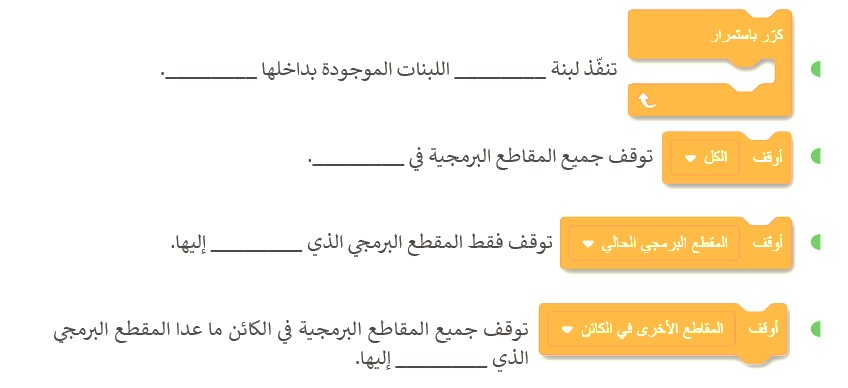 كرّر باستمرار
تنفّذ لبنة ________ اللبنات الموجودة بداخلها ________.
أوقف الكل توقف جميع المقاطع البرمجية في ________.
أوقف المقطع البرمجي الحالي توقف فقط المقطع البرمجي الذي ________ إليها.
أوقف المقاطع الأخرى في الكائن توقف جميع المقاطع البرمجية في الكائن ما عدا المقطع البرمجي
الذي ________ إليها.